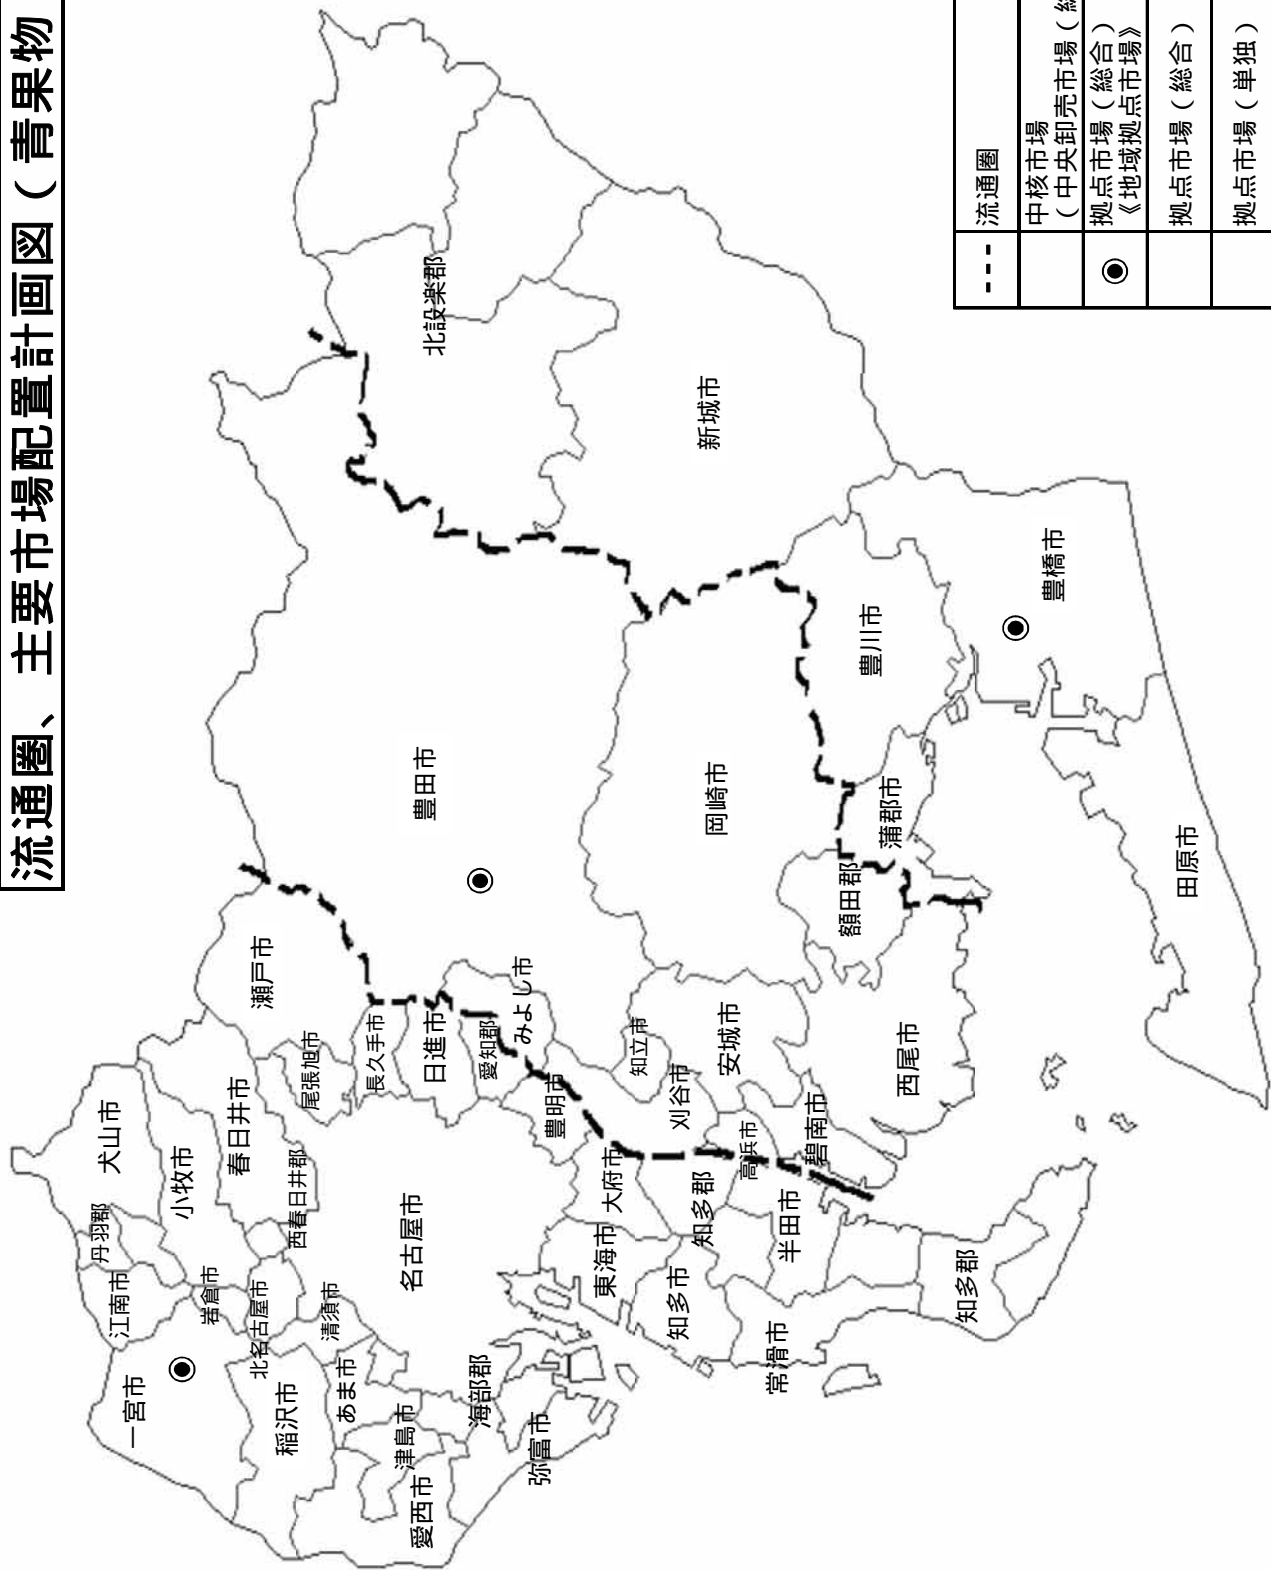 流通圏、主要市場配置計画図（青果物
犬山市
丹羽郡
江南市
小牧市
一宮市
岩倉市
春日井市
西春日井郡
北名古屋市
稲沢市
清須市
あま市
津島市
愛西市
海部郡
弥富市
名古屋市
瀬戸市
尾張旭市
長久手市
日進市
愛知郡
みよし市
豊明市
大府市
東海市
知多市
知多郡
半田市
常滑市
知多郡
豊田市
知立市
刈谷市
安城市
高浜市
碧南市
西尾市
岡崎市
額田郡
蒲郡市
豊川市
豊橋市
田原市
新城市
北設楽郡
流通圏
中核市場
（中央卸売市場（総
拠点市場（総合）
《地域拠点市場》
拠点市場（総合）
拠点市場（単独）